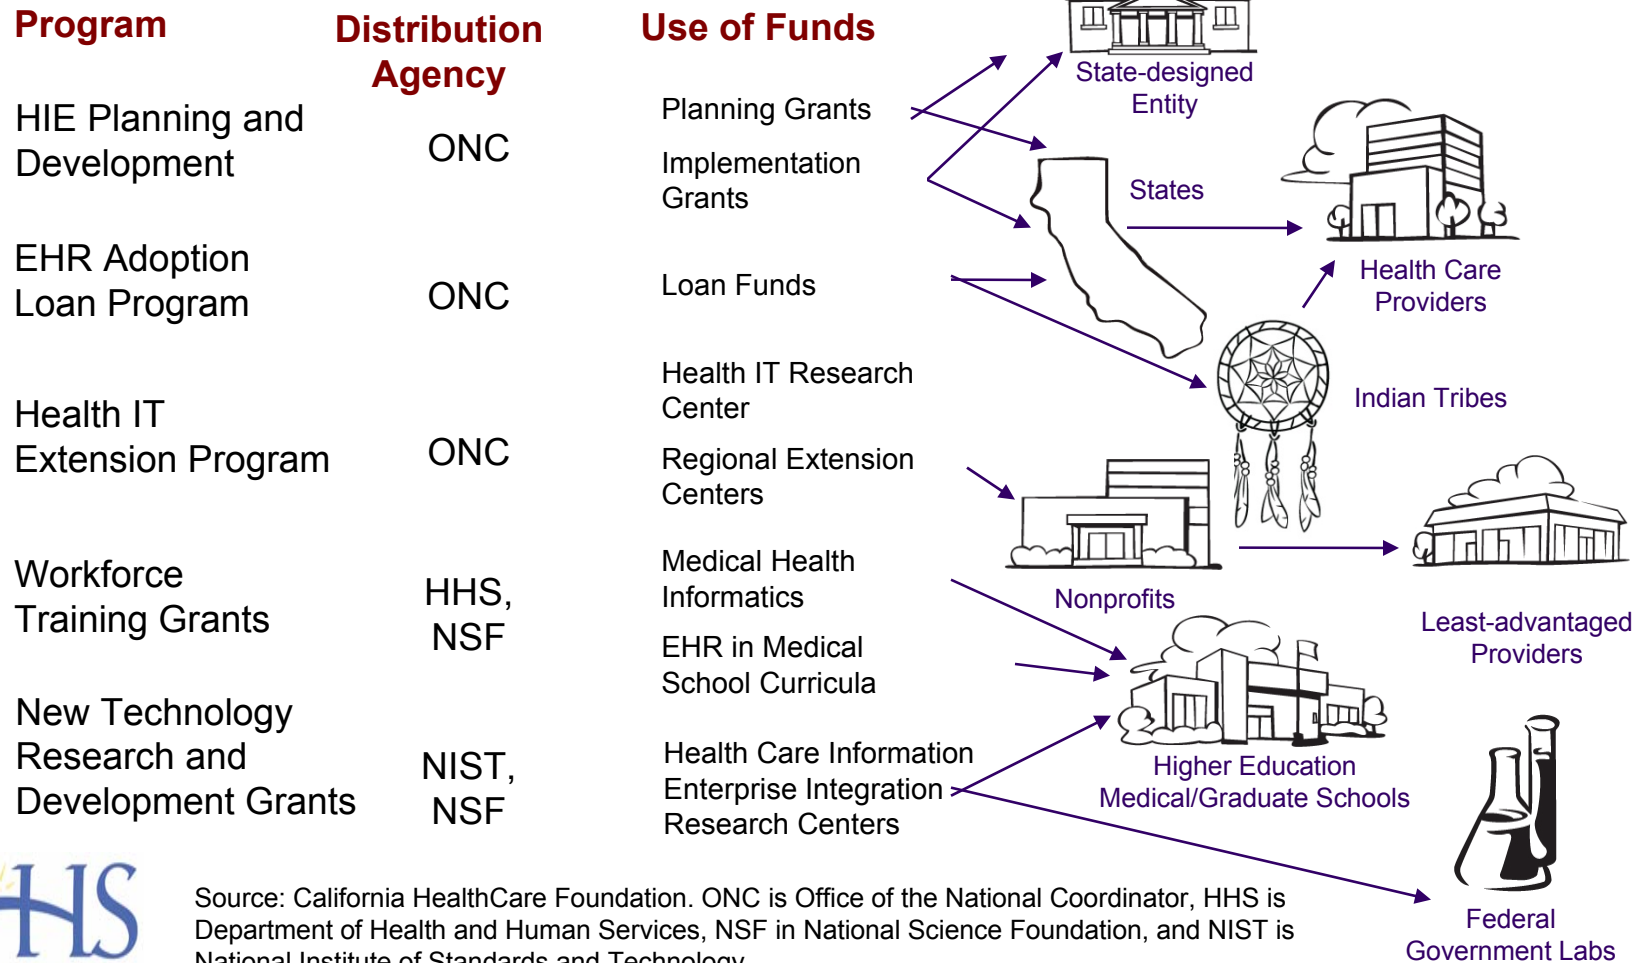 Program
Distribution
Agency
Use of Funds
State-designed
Entity
HIE Planning and
Development
ONC
Planning Grants
Implementation
Grants
States
Health Care
Providers
EHR Adoption
Loan Program
ONC
Loan Funds
Indian Tribes
Health IT
Extension Program
ONC
Health IT Research
Center
Regional Extension
Centers
Nonprofits
Least-advantaged
Providers
Workforce
Training Grants
HHS,
NSF
Medical Health
Informatics
EHR in Medical
School Curricula
Higher Education
Medical/Graduate Schools
New Technology
Research and
Development Grants
NIST,
NSF
Health Care Information
Enterprise Integration
Research Centers
Federal
Government Labs
HS
Source: California HealthCare Foundation. ONC is Office of the National Coordinator, HHS is
Department of Health and Human Services, NSF in National Science Foundation, and NIST is
National Institute of Standards and Technology